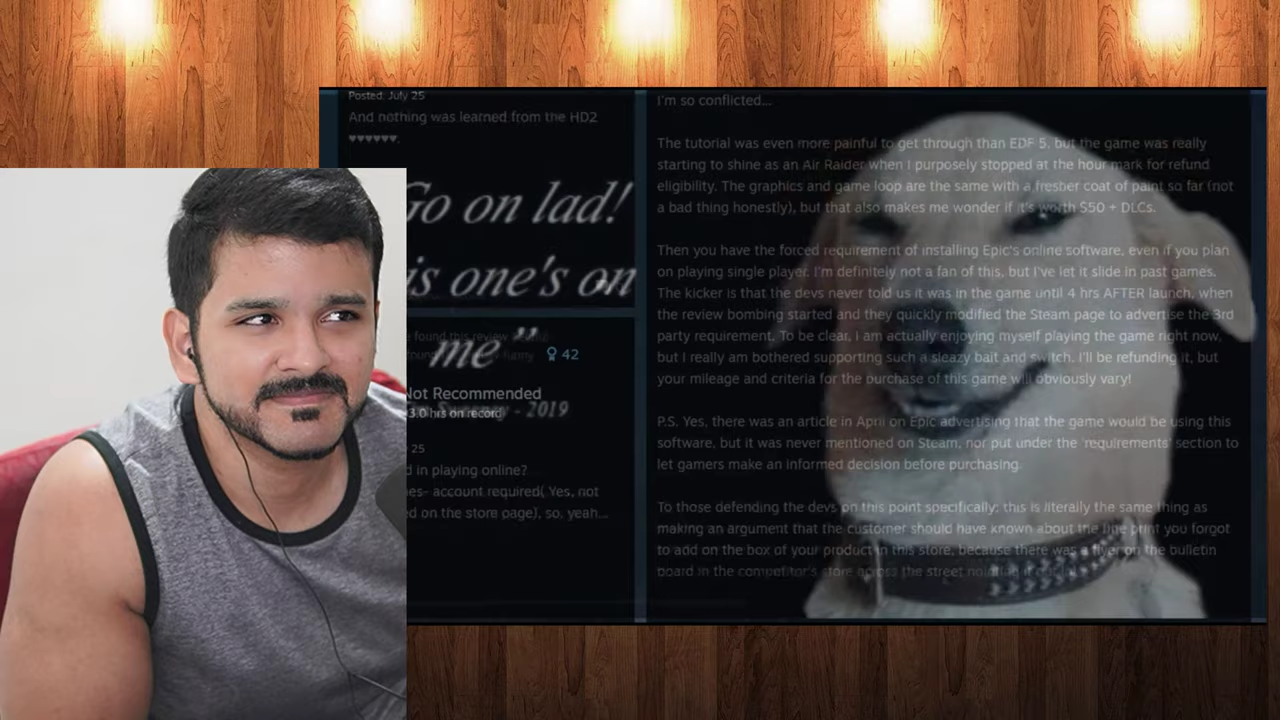 Posted: July 25
And nothing was learned from the HD2
♥♥♥♥♥♥.
Go on lad!
is one's on
me”
found this review
funny
42
Not Recommended
3.0 hrs on record
- 2019
25
d in playing online?
es- account required( Yes, not
d on the store page), so, yeah...
I'm so conflicted...
The tutorial was even more painful to get through than EDF 5, but the game was really
starting to shine as an Air Raider when I purposely stopped at the hour mark for refund
eligibility. The graphics and game loop are the same with a fresher coat of paint so far (not
a bad thing honestly), but that also makes me wonder if it's worth $50 + DLCs.
Then you have the forced requirement of installing Epic's online software, even if you plan
on playing single player. I'm definitely not a fan of this, but I've let it slide in past games.
The kicker is that the devs never told us it was in the game until 4 hrs AFTER launch, when
the review bombing started and they quickly modified the Steam page to advertise the 3rd
party requirement. To be clear, I am actually enjoying myself playing the game right now,
but I really am bothered supporting such a sleazy bait and switch. I'll be refunding it, but
your mileage and criteria for the purchase of this game will obviously vary!
P.S. Yes, there was an article in April on Epic advertising that the game would be using this
software, but it was never mentioned on Steam, nor put under the 'requirements' section to
let gamers make an informed decision before purchasing.
To those defending the devs on this point specifically; this is literally the same thing as
making an argument that the customer should have known about the fine print you forgot
to add on the box of your product in this store, because there was a flyer on the bulletin
board in the competitor's store across the street